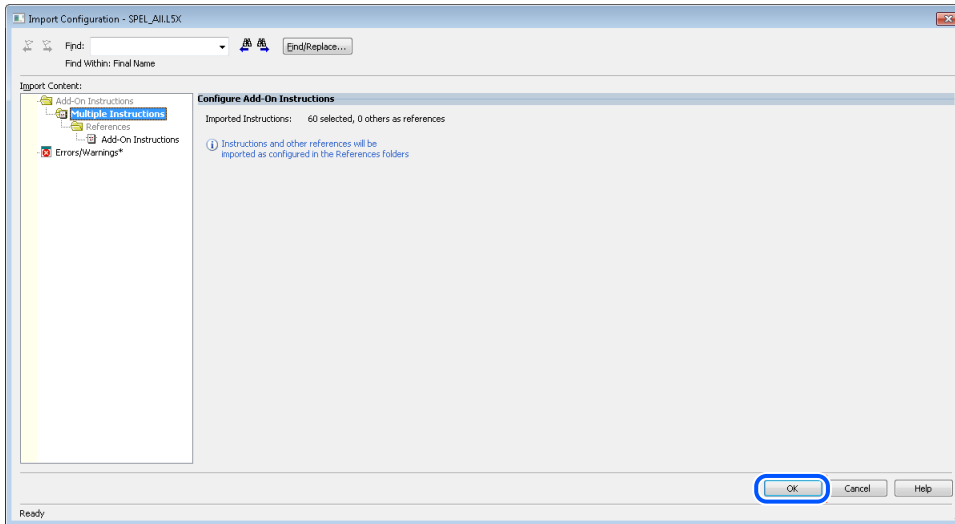 Import Configuration - SPEL_All.L5X
Find:
Find/Replace...
Find Within: Final Name
Import Content:
Add-On Instructions
Multiple Instructions
References
Add-On Instructions
Errors/Warnings*
Configure Add-On Instructions
Imported Instructions: 60 selected, 0 others as references
Instructions and other references will be
imported as configured in the References folders
OK
Cancel
Help
Ready